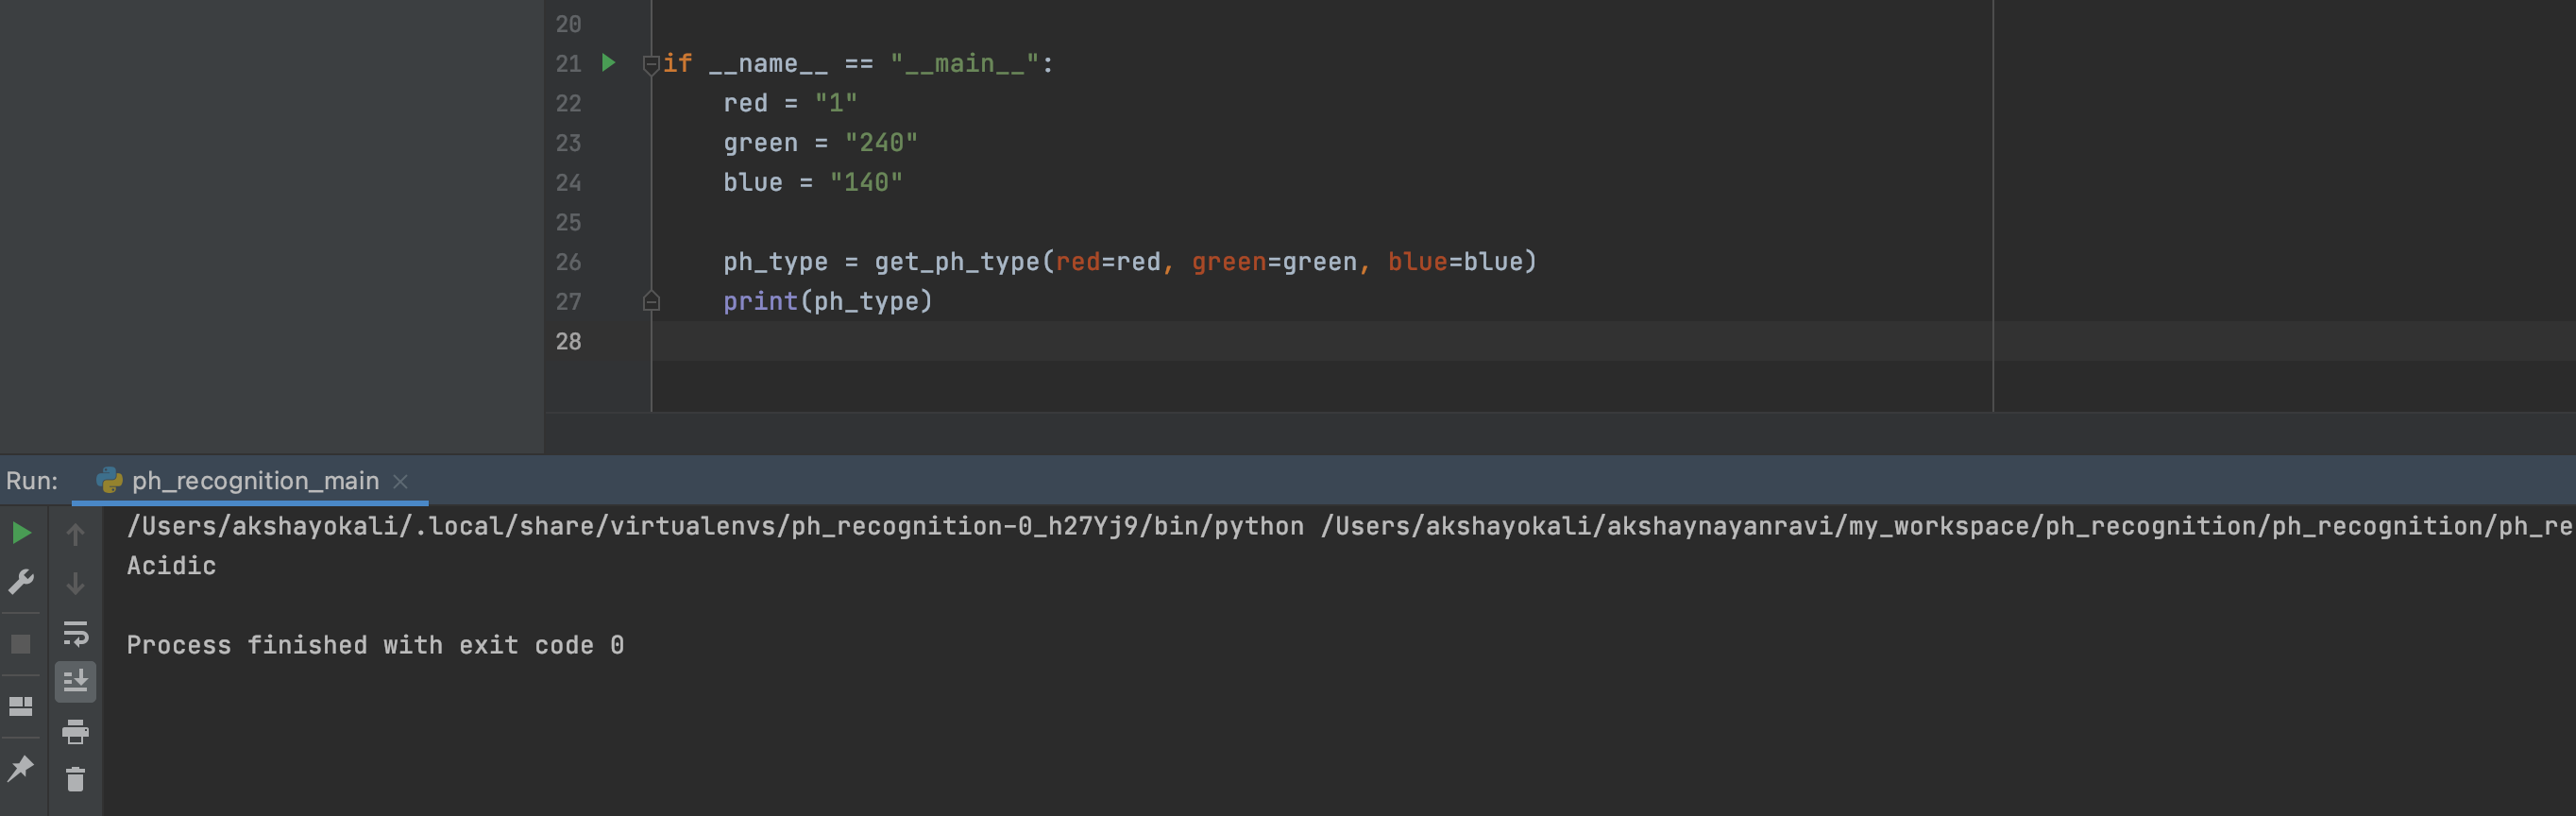 20
21 if __name__ == "__main__":
22 red = "1"
23 green = "240"
24 blue = "140"
25
26 ph_type = get_ph_type(red=red, green=green, blue=blue)
27 print(ph_type)
28
Run: ph_recognition_main
/Users/akshayokali/.local/share/virtualenvs/ph_recognition-0_h27Yj9/bin/python /Users/akshayokali/akshaynayanravi/my_workspace/ph_recognition/ph_recognition/ph_re
Acidic
Process finished with exit code 0